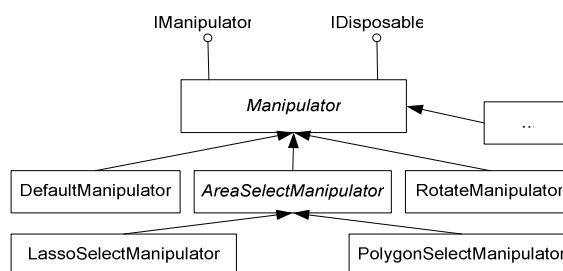 IManipulator IDisposable
Manipulator
...
DefaultManipulator AreaSelectManipulator RotateManipulator
LassoSelectManipulator PolygonSelectManipulator